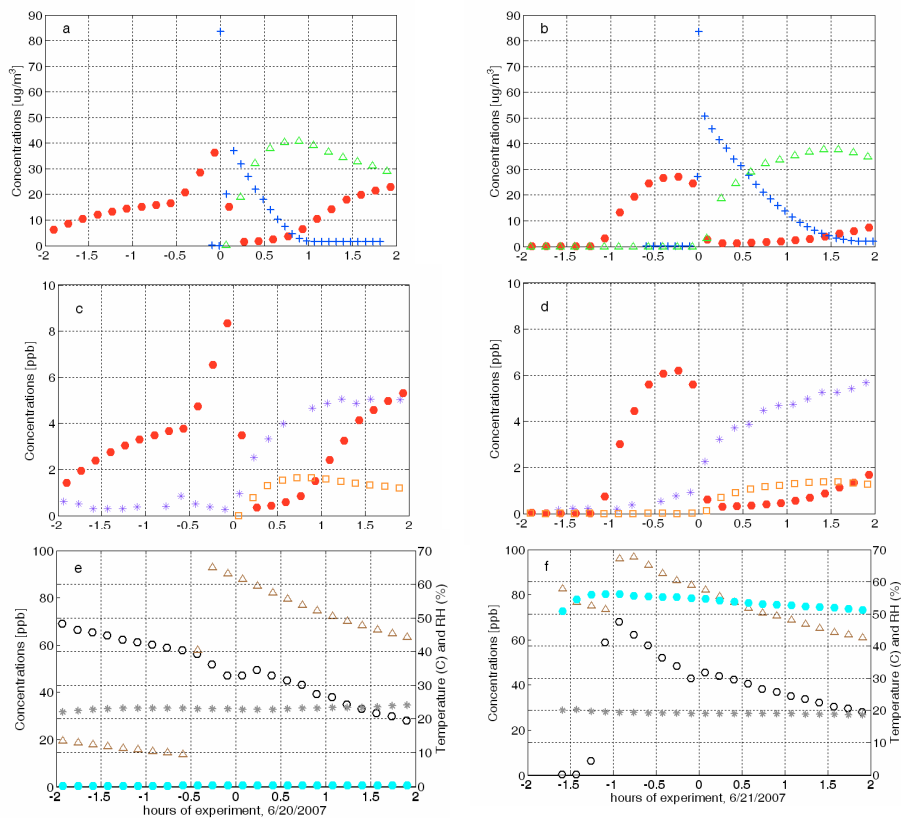 a
Concentrations [ug/m³]
90
80
70
60
50
40
30
20
10
0
-2 -1.5 -1 -0.5 0 0.5 1 1.5 2
b
Concentrations [ug/m³]
90
80
70
60
50
40
30
20
10
0
-2 -1.5 -1 -0.5 0 0.5 1 1.5 2
c
Concentrations [ppb]
10
8
6
4
2
0
-2 -1.5 -1 -0.5 0 0.5 1 1.5 2
d
Concentrations [ppb]
10
8
6
4
2
0
-2 -1.5 -1 -0.5 0 0.5 1 1.5 2
e
Concentrations [ppb]
100
80
60
40
20
0
70
60
50
40
30
20
10
0
Temperature (C) and RH (%)
-2 -1.5 -1 -0.5 0 0.5 1 1.5 2
hours of experiment, 6/20/2007
f
Concentrations [ppb]
100
80
60
40
20
0
70
60
50
40
30
20
10
0
Temperature (C) and RH (%)
-2 -1.5 -1 -0.5 0 0.5 1 1.5 2
hours of experiment, 6/21/2007